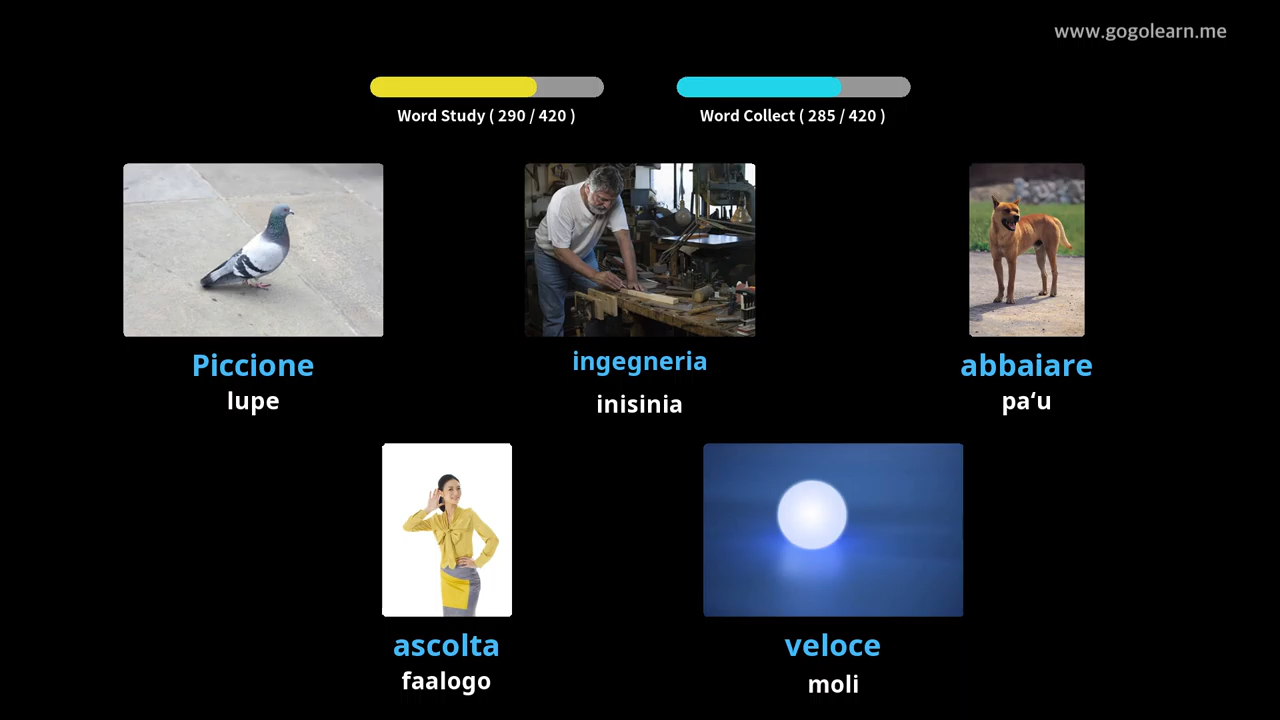 www.gogolearn.me
Word Study ( 290 / 420 )
Word Collect ( 285 / 420 )
Piccione
lupe
ingegneria
inisinia
abbaiare
paʻu
ascolta
faalogo
veloce
moli